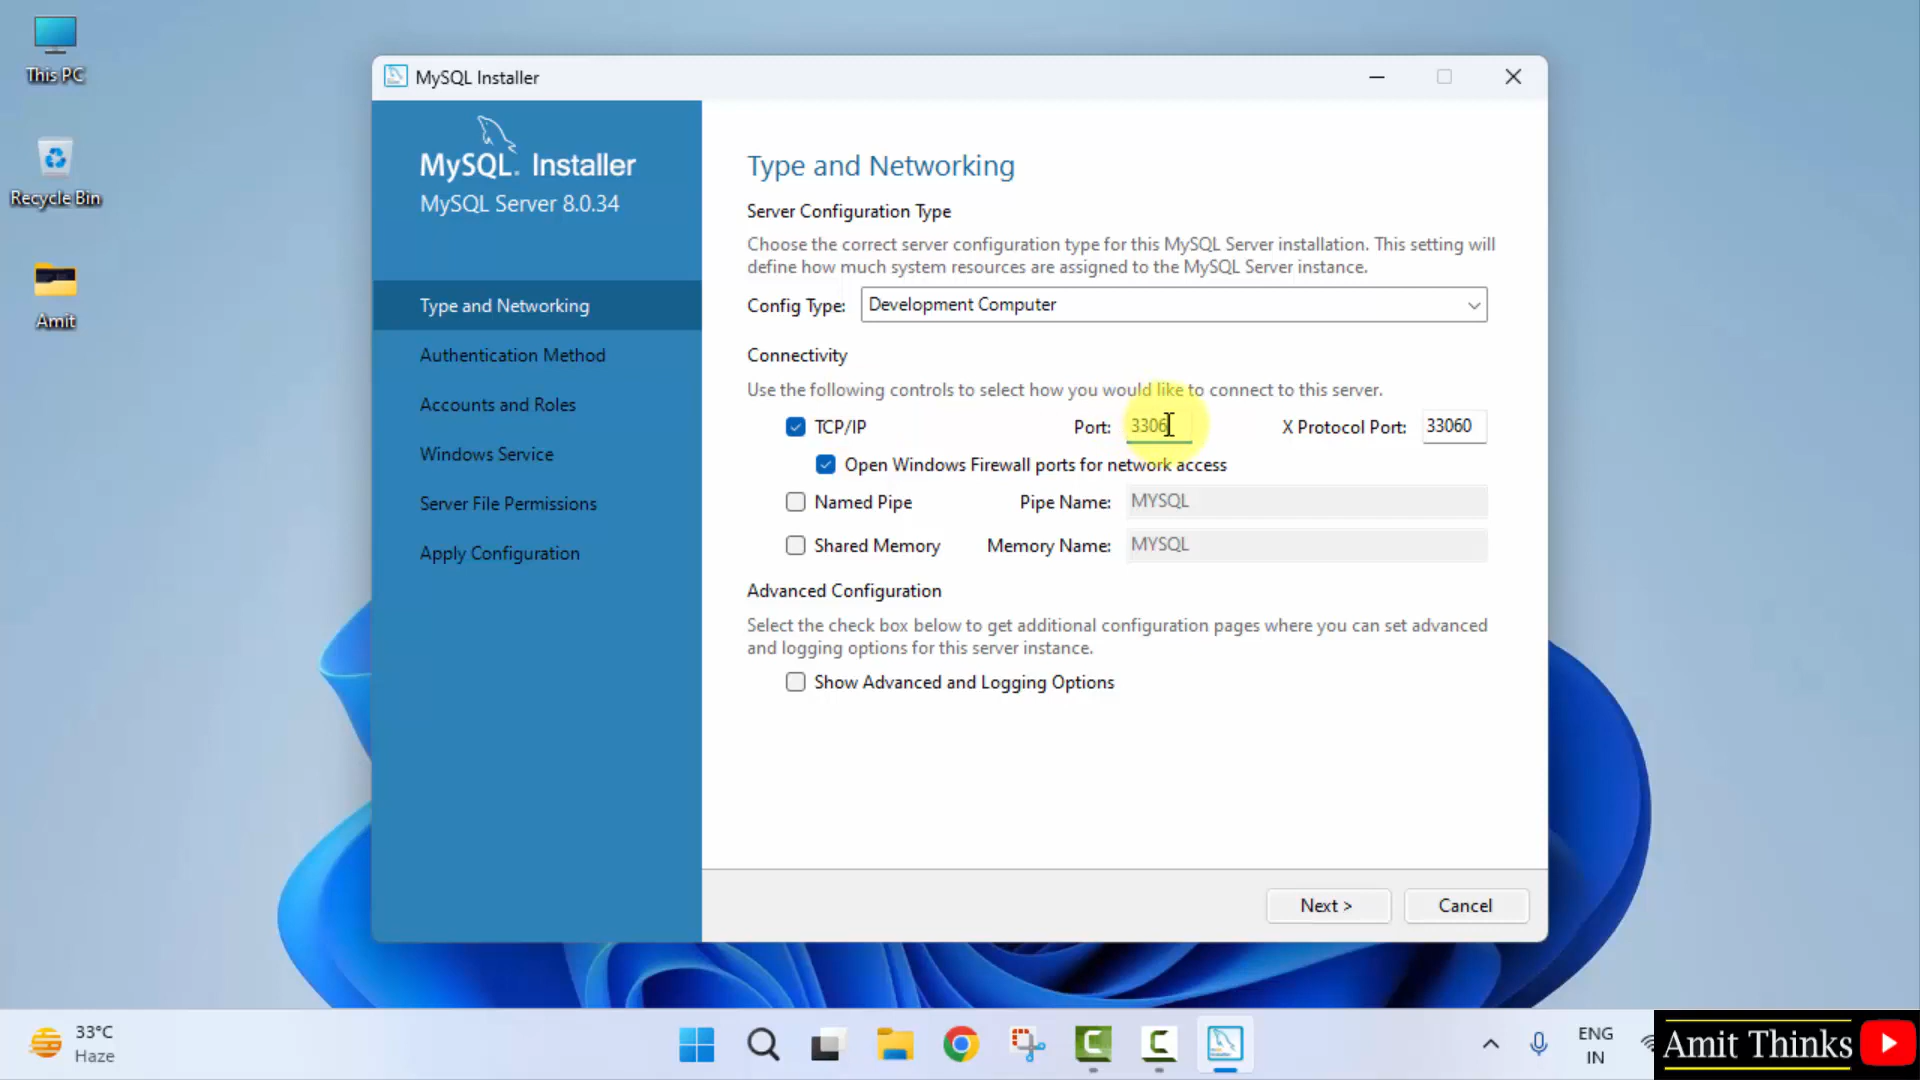 This PC
Recycle Bin
Amit
MySQL Installer
MySQL. Installer
MySQL Server 8.0.34
Type and Networking
Authentication Method
Accounts and Roles
Windows Service
Server File Permissions
Apply Configuration
Type and Networking
Server Configuration Type
Choose the correct server configuration type for this MySQL Server installation. This setting will
define how much system resources are assigned to the MySQL Server instance.
Config Type: Development Computer
Connectivity
Use the following controls to select how you would like to connect to this server.
TCP/IP Port: 3306 X Protocol Port: 33060
Open Windows Firewall ports for network access
Named Pipe Pipe Name: MYSQL
Shared Memory Memory Name: MYSQL
Advanced Configuration
Select the check box below to get additional configuration pages where you can set advanced
and logging options for this server instance.
Show Advanced and Logging Options
Next > Cancel
33°C
Haze
ENG
IN
Amit Thinks